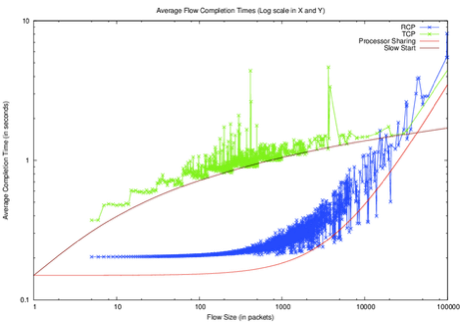 Average Flow Completion Times (Log scale in X and Y)
10
RCP
TCP
Processor Sharing
Slow Start
Average Completion Time (in seconds)
1
0.1
1 10 100 1000 10000 100000
Flow Size (in packets)